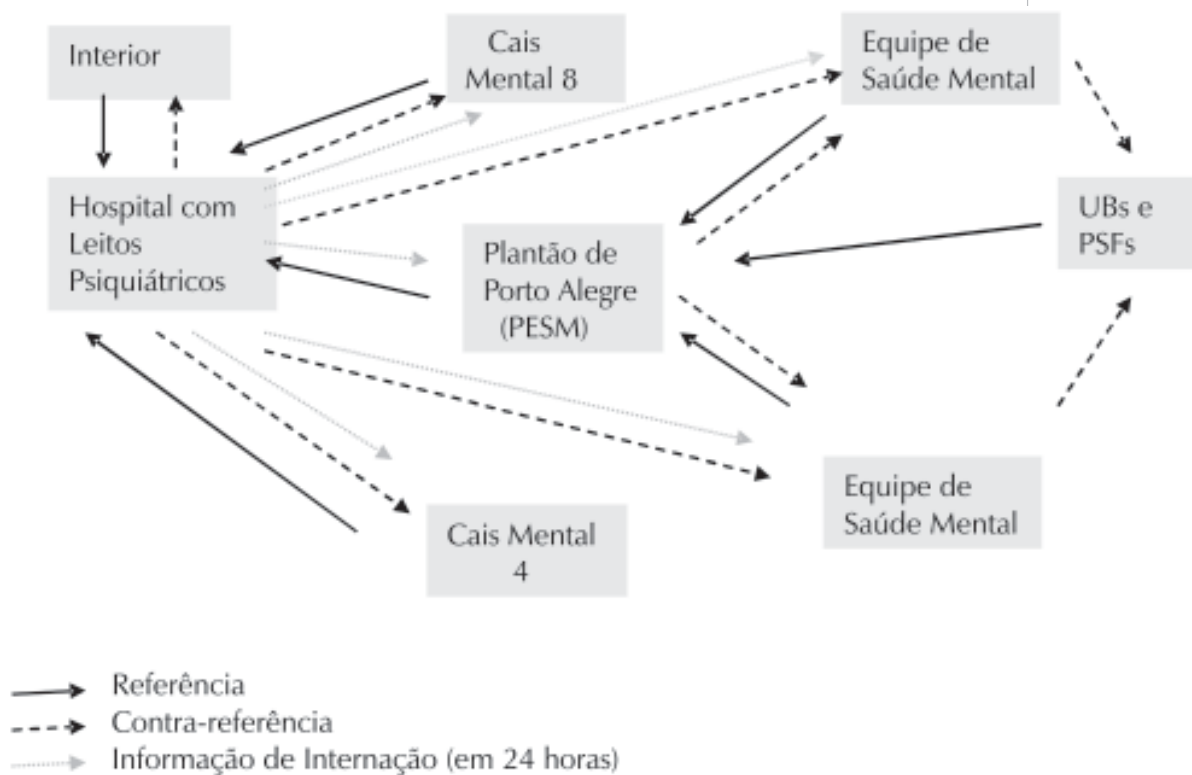 Interior
Cais
Mental 8
Equipe de
Saúde Mental
Hospital com
Leitos
Psiquiátricos
Plantão de
Porto Alegre
(PESM)
UBs e
PSFs
Cais Mental
4
Equipe de
Saúde Mental
Referência
Contra-referência
Informação de Internação (em 24 horas)